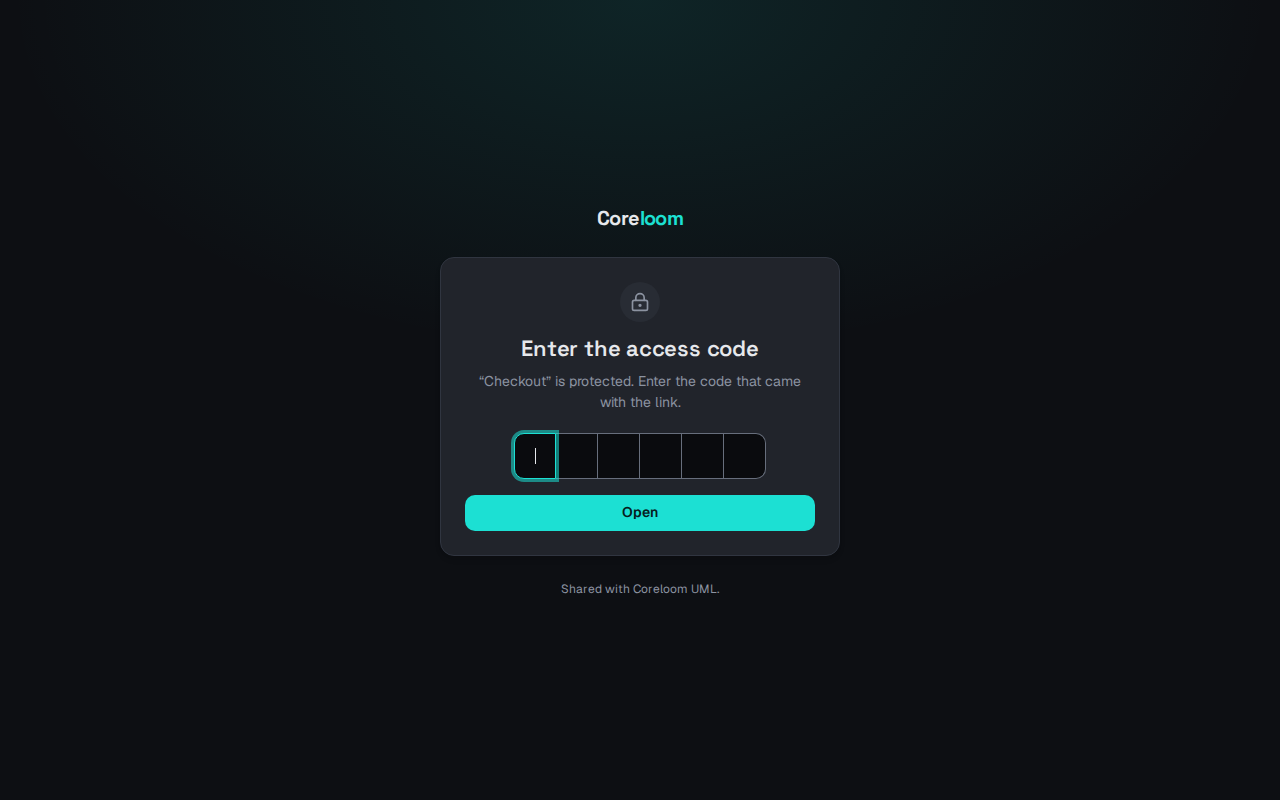 Coreloom
Enter the access code
“Checkout” is protected. Enter the code that came
with the link.
Open
Shared with Coreloom UML.